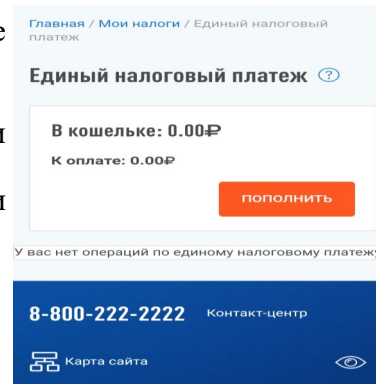 е
Главная / Мои налоги / Единый налоговый
платеж
Единый налоговый платеж ?
и
В кошельке: 0.00₽
К оплате: 0.00₽
и
ПОПОЛНИТЬ
У вас нет операций по единому налоговому платежу
8-800-222-2222 Контакт-центр
Карта сайта